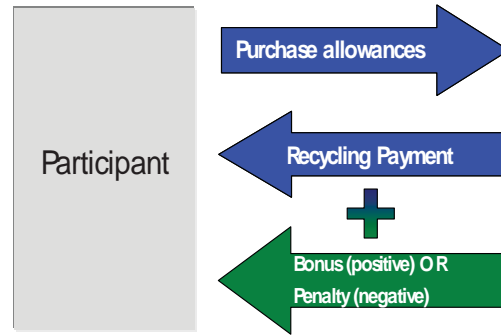 Purchase allowances
Participant
Recycling Payment
Bonus (positive) OR
Penalty (negative)